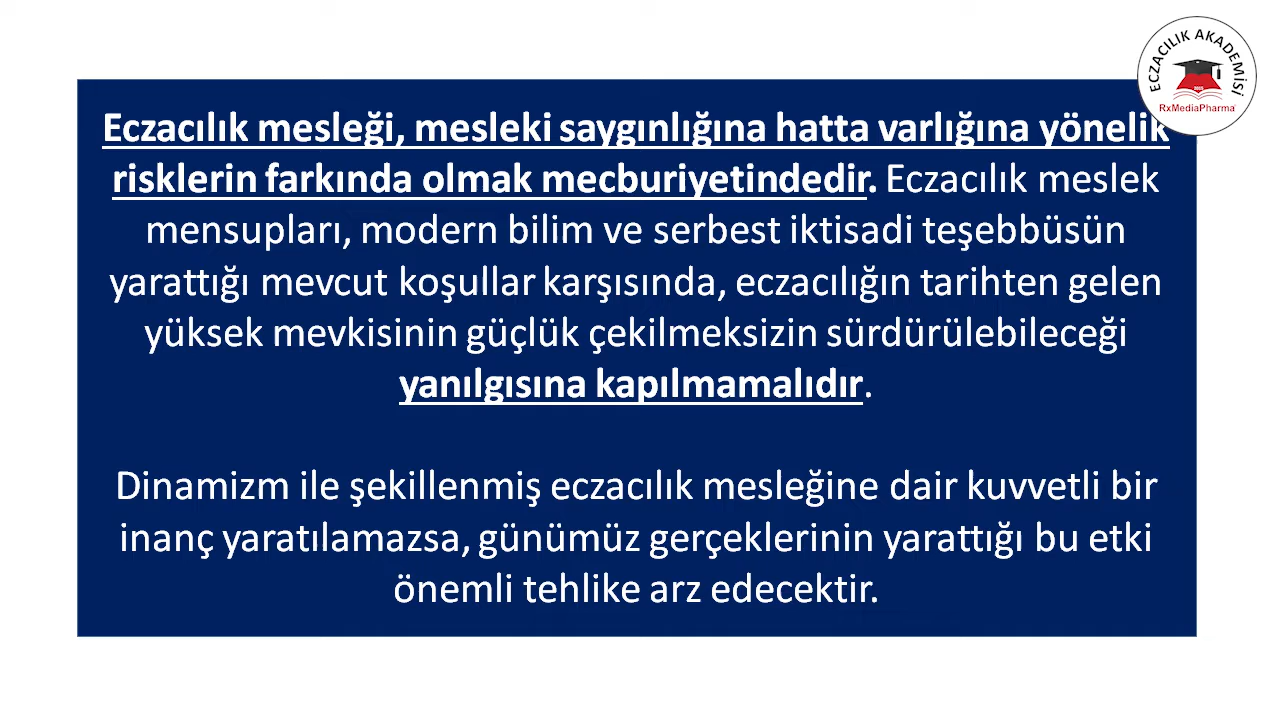 ECZACILIK AKADEMİSİ
2015
RxMediaPharma
Eczacılık mesleği, mesleki saygınlığına hatta varlığına yönelik
risklerin farkında olmak mecburiyetindedir. Eczacılık meslek
mensupları, modern bilim ve serbest iktisadi teşebbüsün
yarattığı mevcut koşullar karşısında, eczacılığın tarihten gelen
yüksek mevkisinin güçlük çekilmeksizin sürdürülebileceği
yanılgısına kapılmamalıdır.
Dinamizm ile şekillenmiş eczacılık mesleğine dair kuvvetli bir
inanç yaratılamazsa, günümüz gerçeklerinin yarattığı bu etki
önemli tehlike arz edecektir.